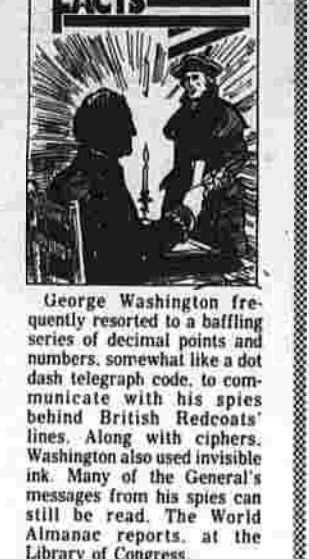 FACTS
George Washington fre-
quently resorted to a baffling
series of decimal points and
numbers, somewhat like a dot
dash telegraph code, to com-
municate with his spies
behind British Redcoats'
lines. Along with ciphers,
Washington also used invisible
ink. Many of the General's
messages from his spies can
still be read, The World
Almanac reports, at the
Library of Congress.